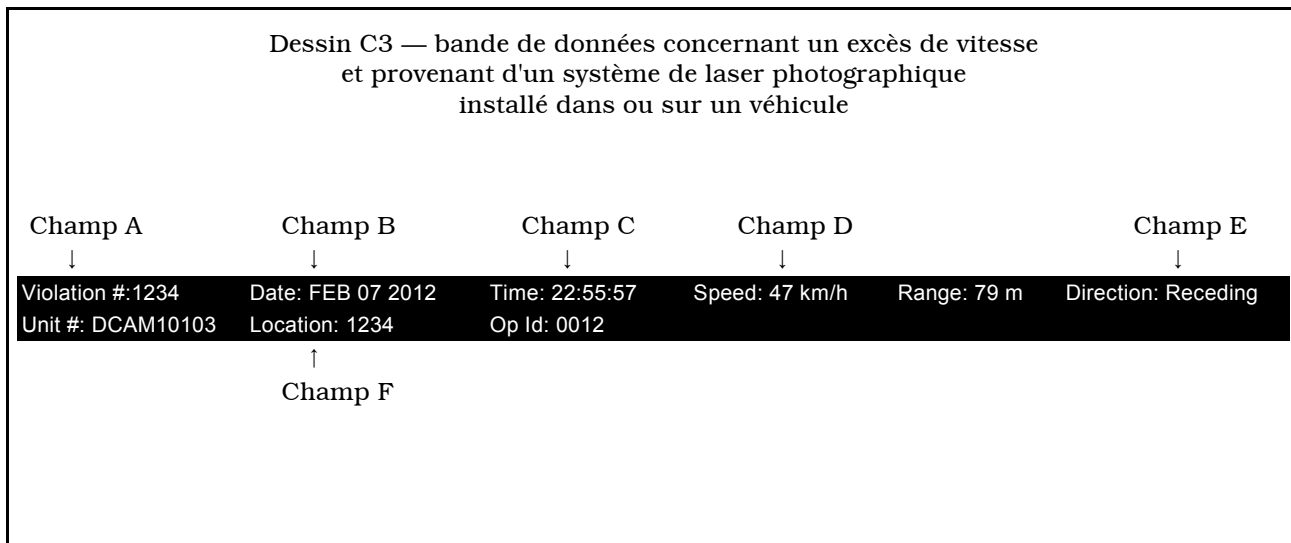 Dessin C3 — bande de données concernant un excès de vitesse
et provenant d'un système de laser photographique
installé dans ou sur un véhicule
Champ A Champ B Champ C Champ D Champ E
↓ ↓ ↓ ↓ ↓
Violation #:1234 Date: FEB 07 2012 Time: 22:55:57 Speed: 47 km/h Range: 79 m Direction: Receding
Unit #: DCAM10103 Location: 1234 Op Id: 0012
↑
Champ F